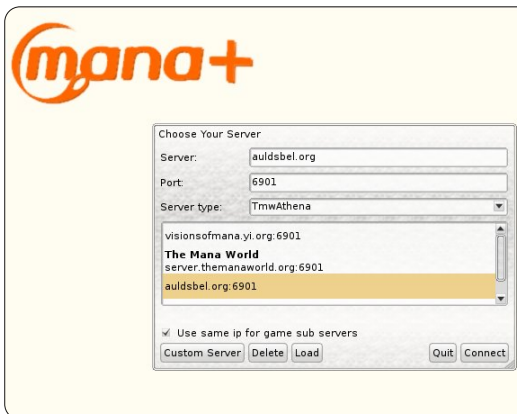 mana+
Choose Your Server
Server: auldsbel.org
Port: 6901
Server type: TmwAthena
visionsofmana.yi.org:6901
The Mana World
server.themanaworld.org:6901
auldsbel.org:6901
Use same ip for game sub servers
Custom Server Delete Load Quit Connect